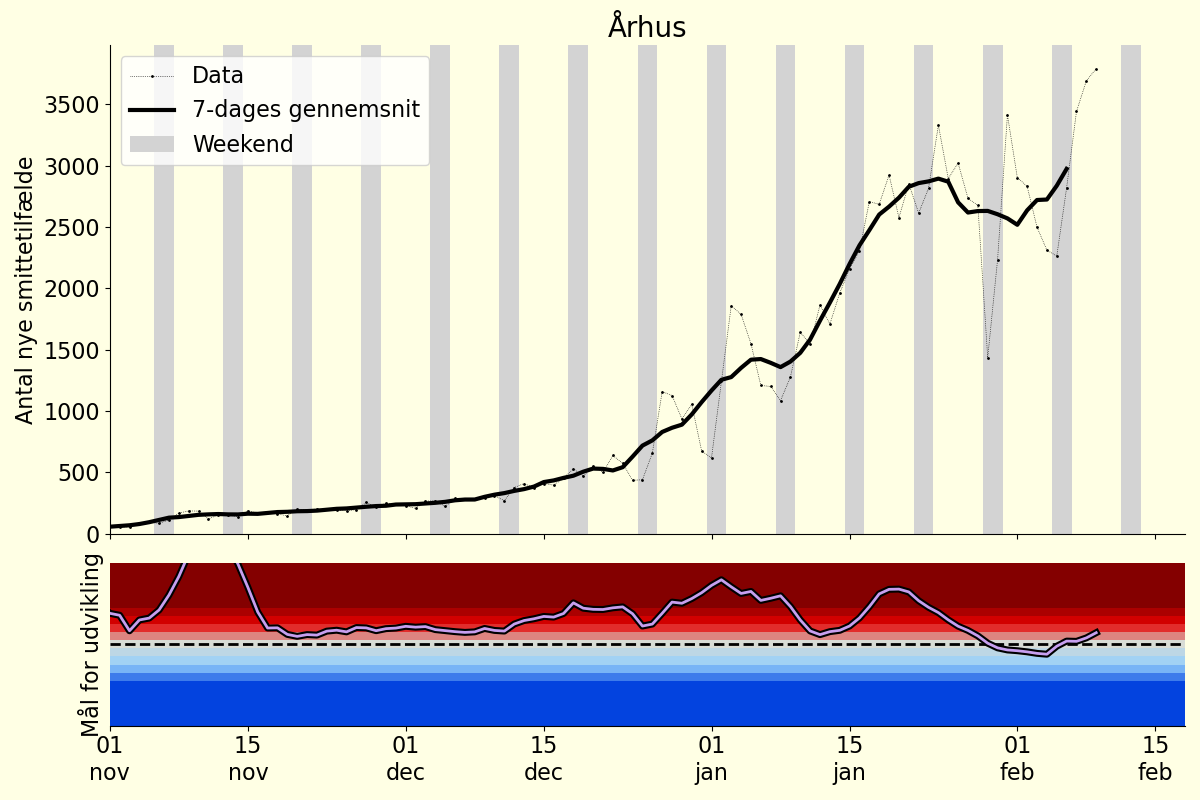 Århus
Data
7-dages gennemsnit
Weekend
Antal nye smittetilfælde
3500
3000
2500
2000
1500
1000
500
0
Mål for udvikling
01 15 01 15 01 15 01 15
nov nov dec dec jan jan feb feb